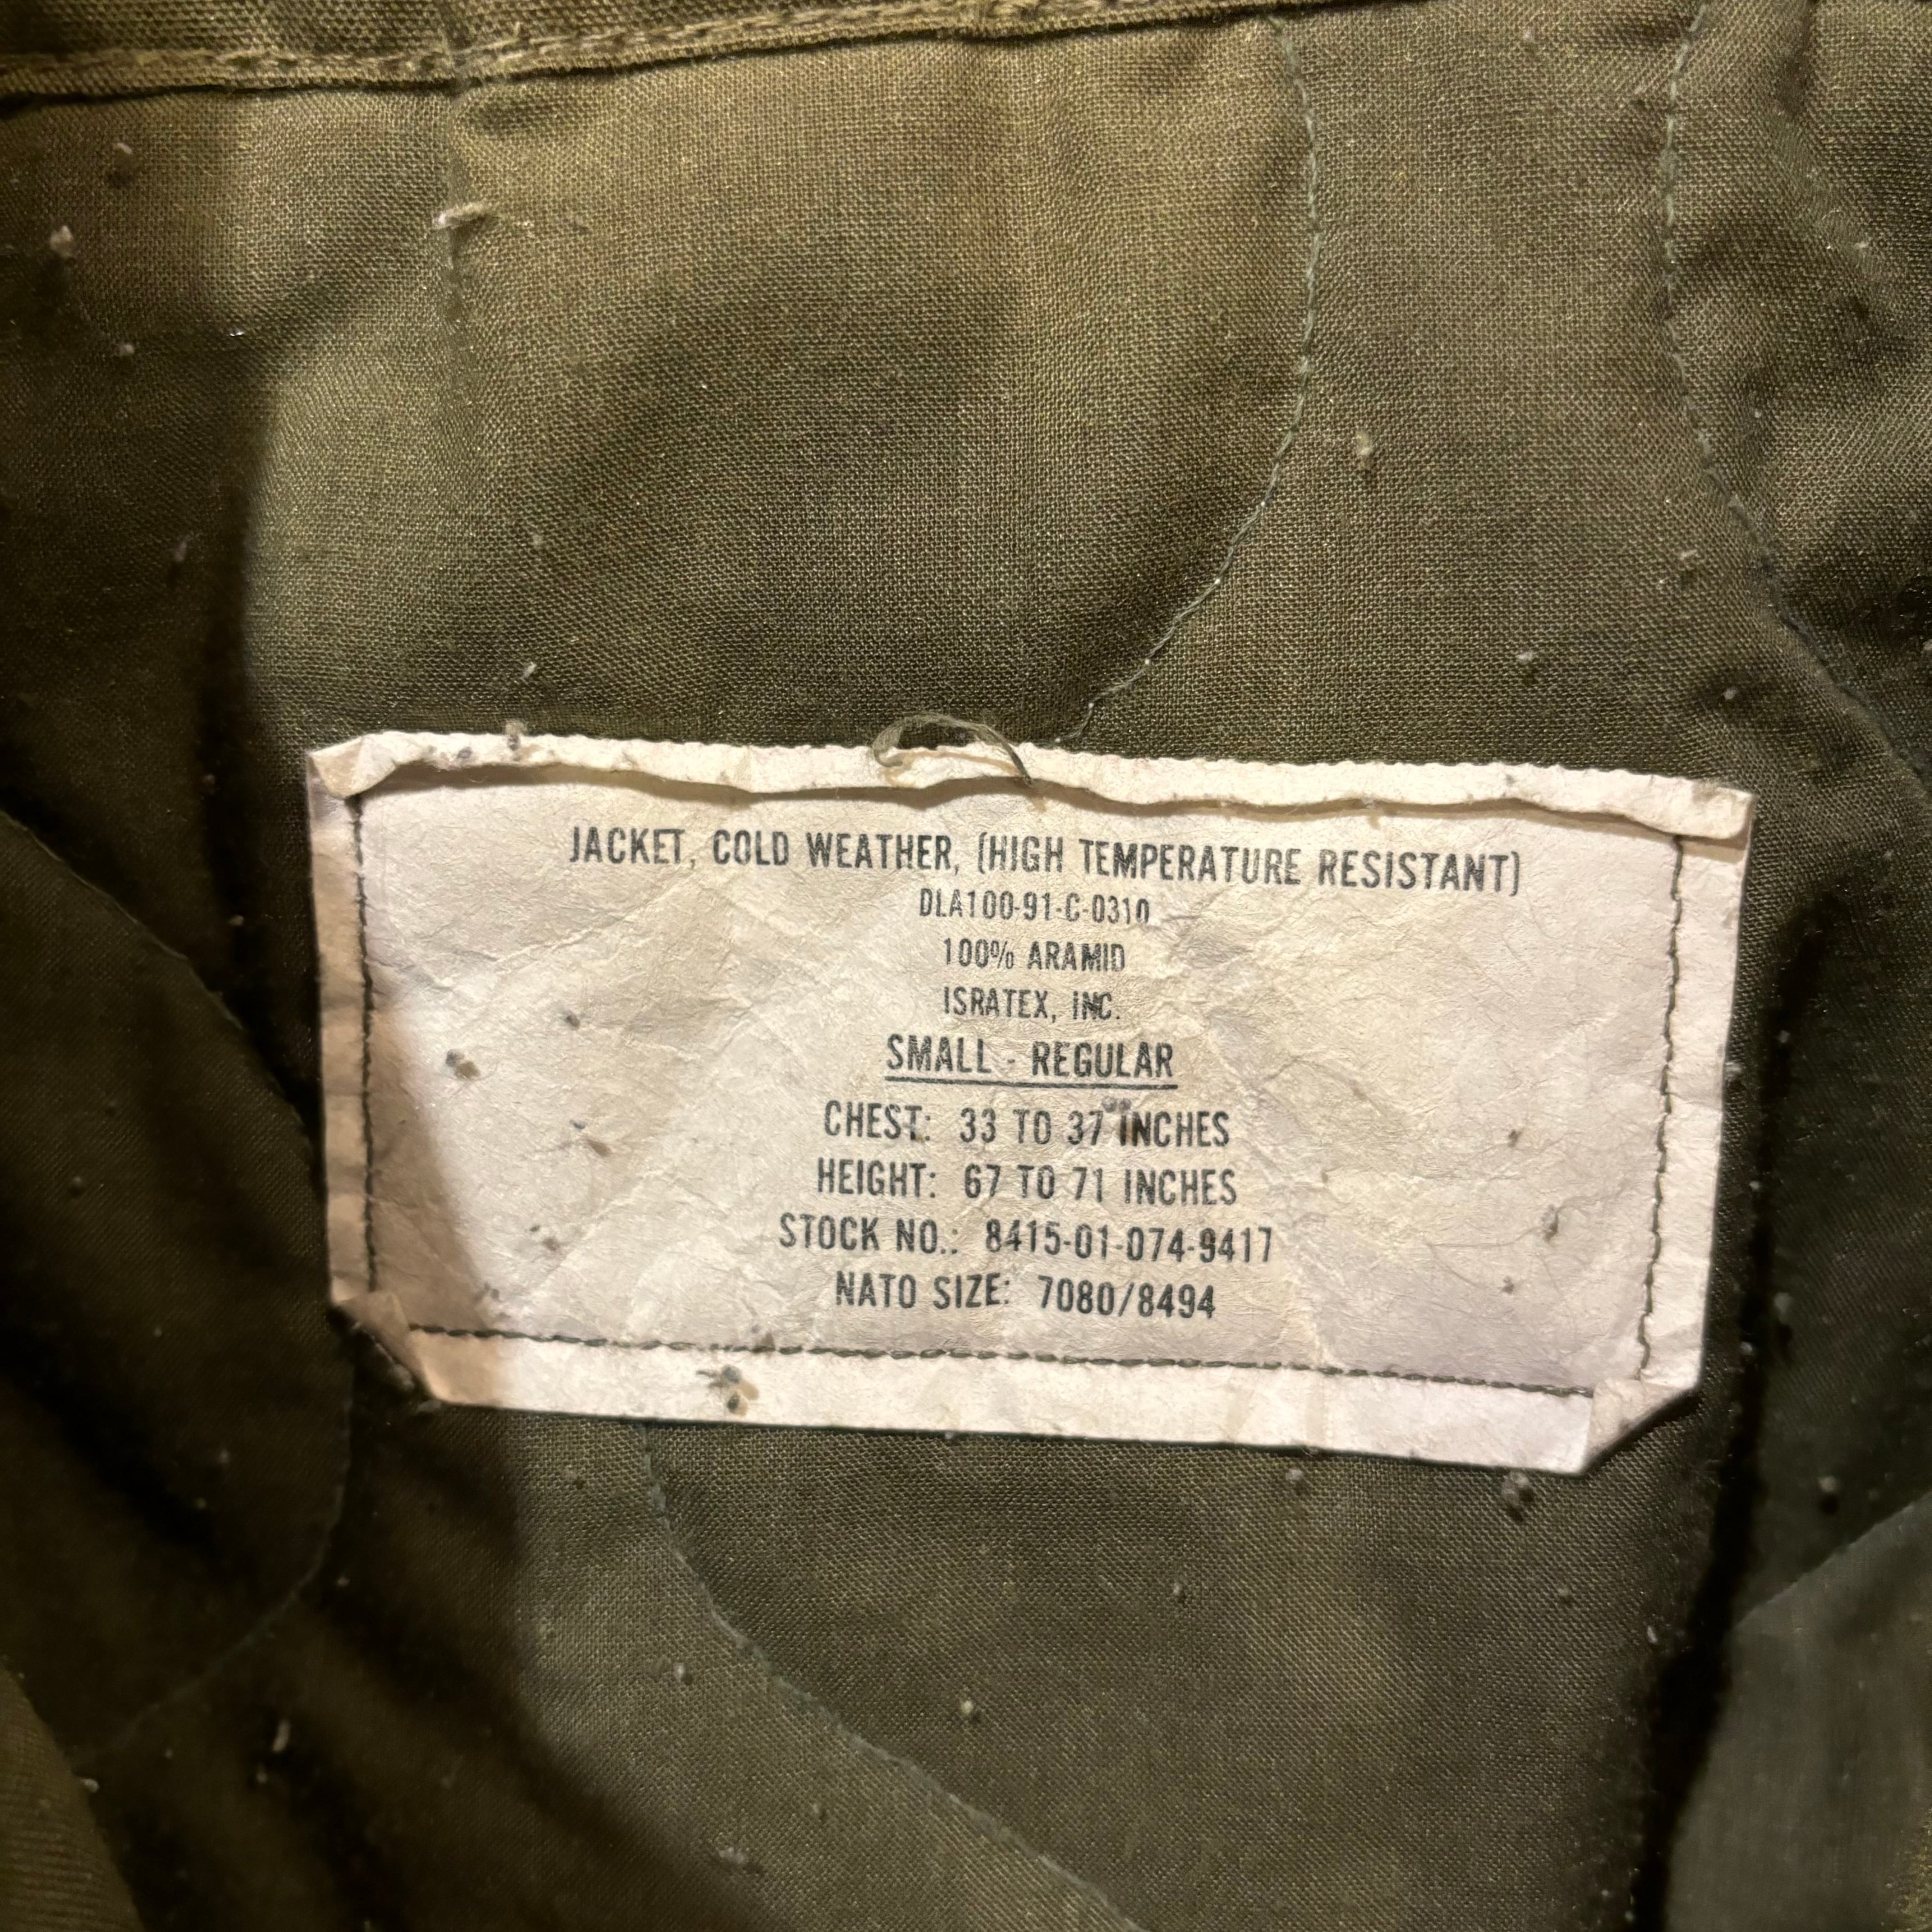 JACKET, COLD WEATHER, (HIGH TEMPERATURE RESISTANT)
DLA100-91-C-0310
100% ARAMID
ISRATEX, INC.
SMALL - REGULAR
CHEST: 33 TO 37 INCHES
HEIGHT: 67 TO 71 INCHES
STOCK NO.: 8415-01-074-9417
NATO SIZE: 7080/8494